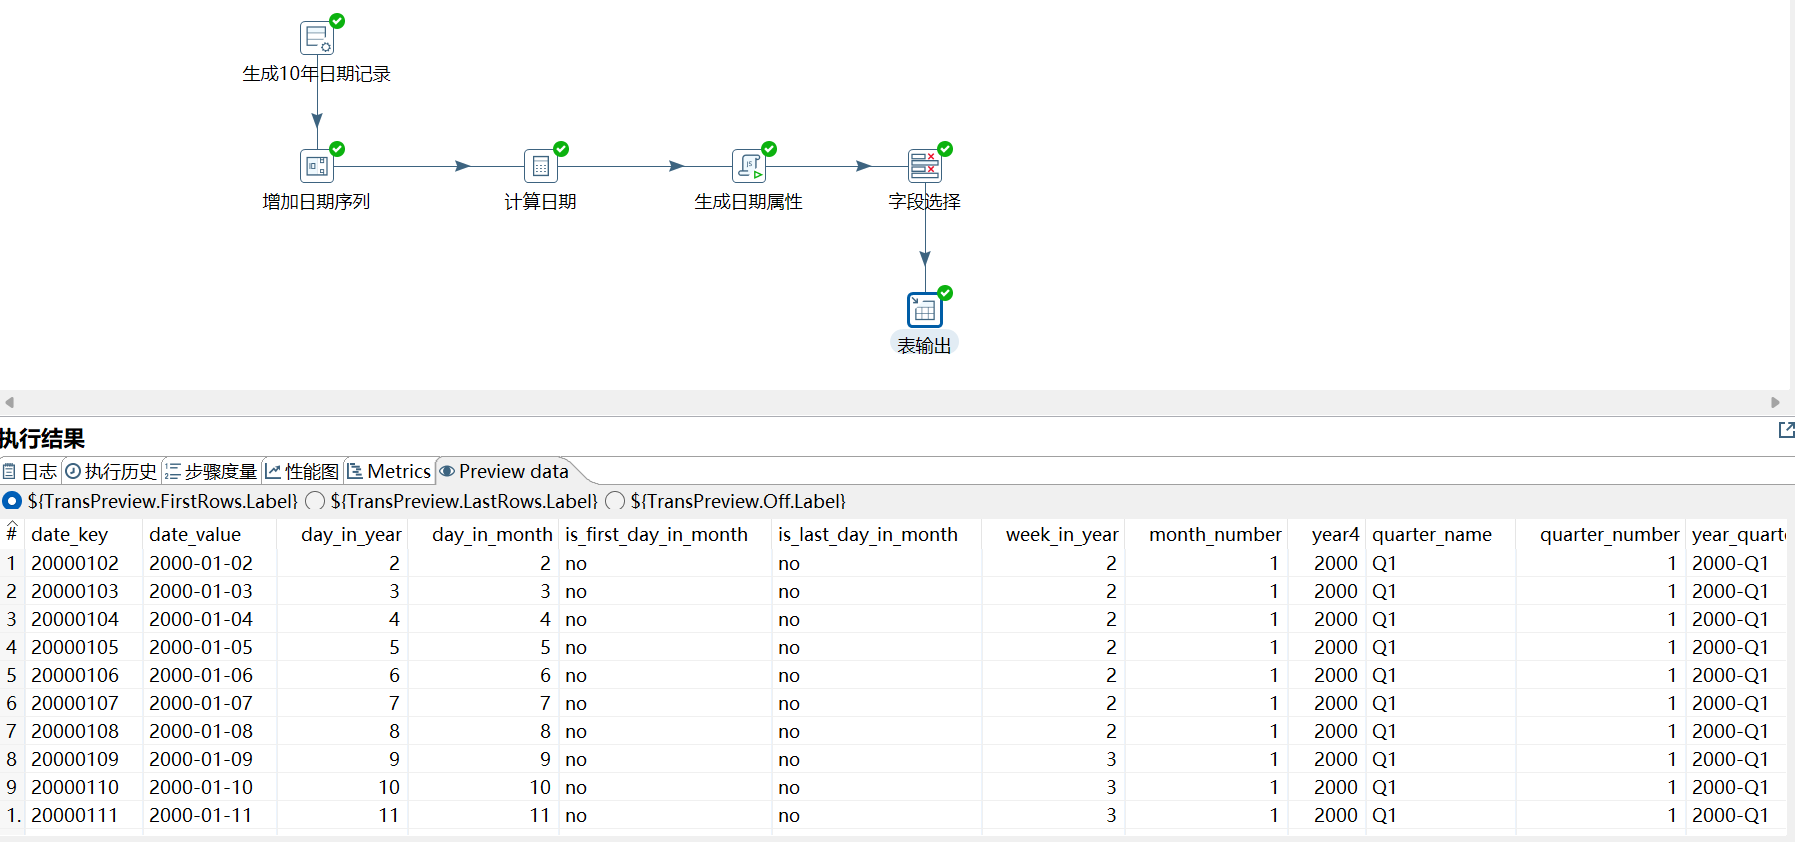 生成10年日期记录
增加日期序列 计算日期 生成日期属性 字段选择
表输出
执行结果
日志 执行历史 步骤度量 性能图 Metrics Preview data
${TransPreview.FirstRows.Label} ${TransPreview.LastRows.Label} ${TransPreview.Off.Label}
# date_key date_value day_in_year day_in_month is_first_day_in_month is_last_day_in_month week_in_year month_number year4 quarter_name quarter_number year_quarte
1 20000102 2000-01-02 2 2 no no 2 1 2000 Q1 1 2000-Q1
2 20000103 2000-01-03 3 3 no no 2 1 2000 Q1 1 2000-Q1
3 20000104 2000-01-04 4 4 no no 2 1 2000 Q1 1 2000-Q1
4 20000105 2000-01-05 5 5 no no 2 1 2000 Q1 1 2000-Q1
5 20000106 2000-01-06 6 6 no no 2 1 2000 Q1 1 2000-Q1
6 20000107 2000-01-07 7 7 no no 2 1 2000 Q1 1 2000-Q1
7 20000108 2000-01-08 8 8 no no 2 1 2000 Q1 1 2000-Q1
8 20000109 2000-01-09 9 9 no no 3 1 2000 Q1 1 2000-Q1
9 20000110 2000-01-10 10 10 no no 3 1 2000 Q1 1 2000-Q1
1. 20000111 2000-01-11 11 11 no no 3 1 2000 Q1 1 2000-Q1